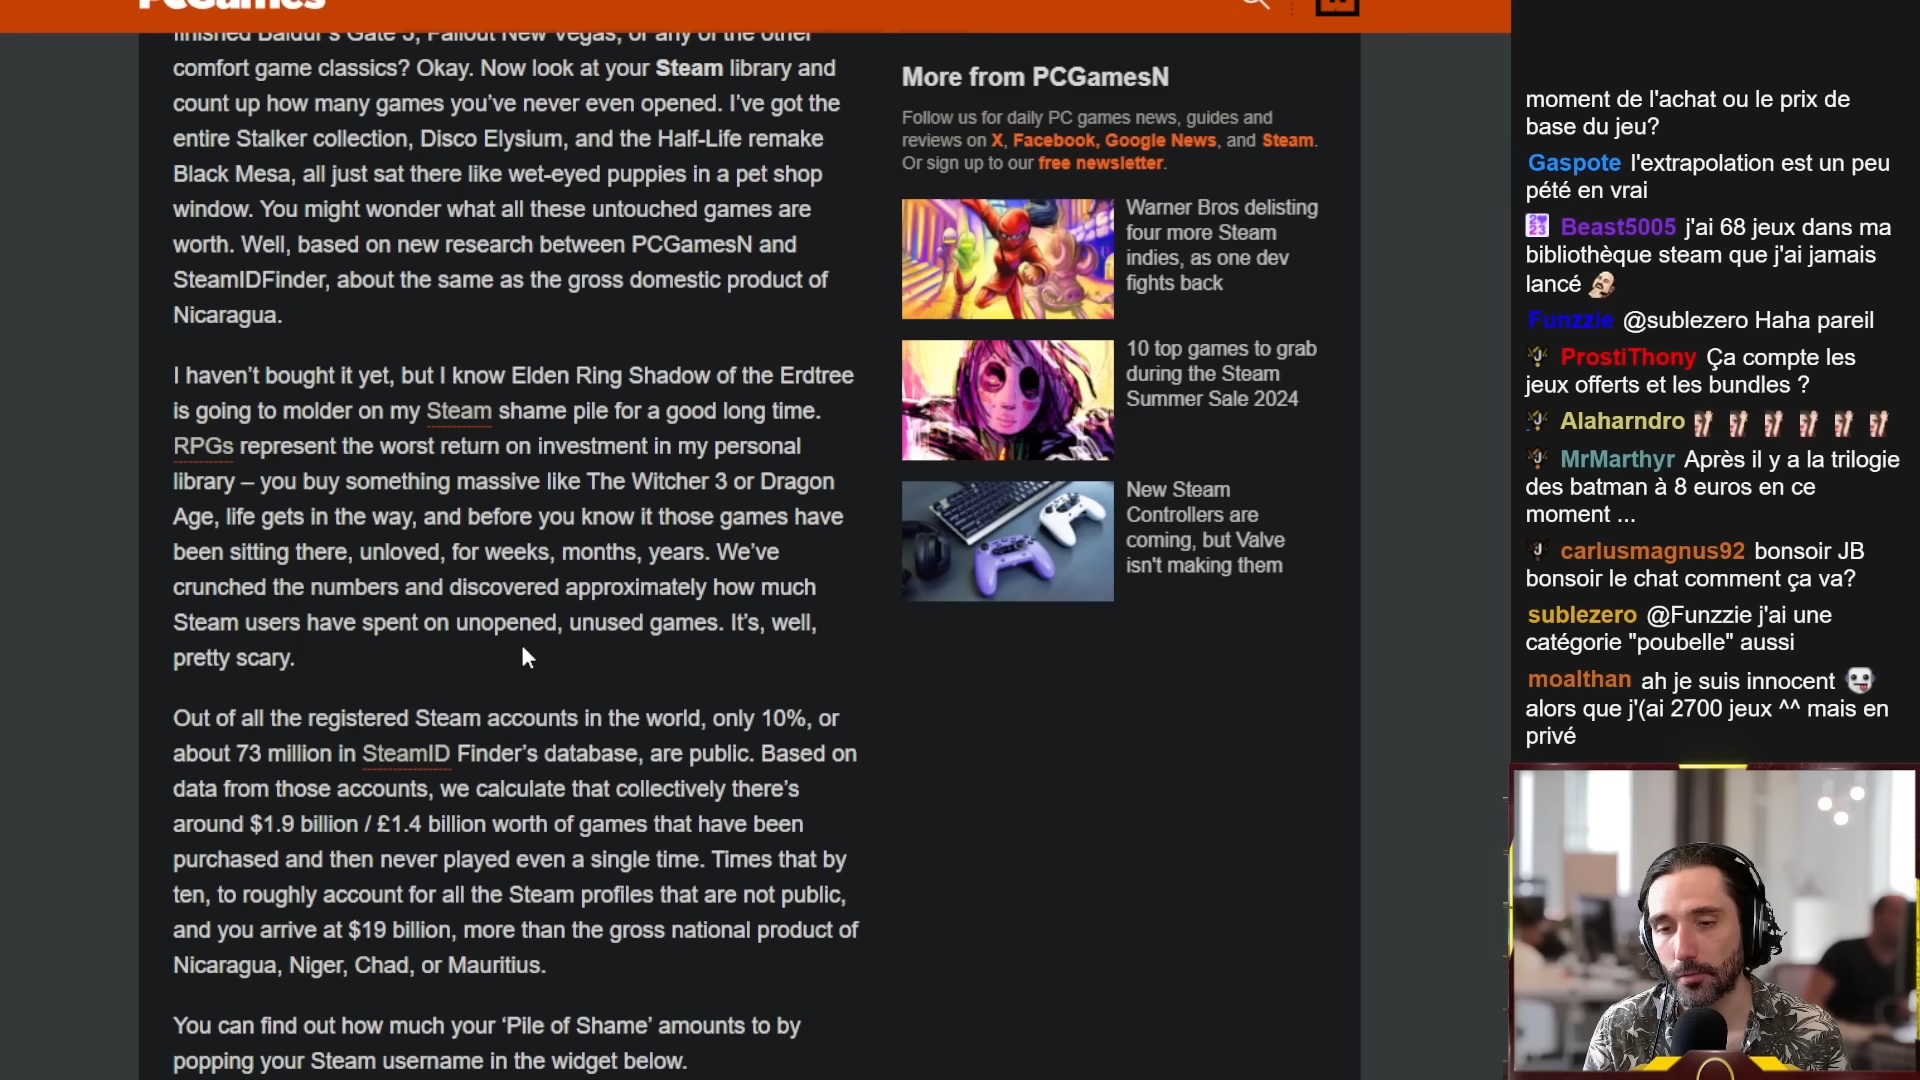 PCGames
finished Baldur's Gate 3, Fallout New Vegas, or any of the other
comfort game classics? Okay. Now look at your Steam library and
count up how many games you've never even opened. I've got the
entire Stalker collection, Disco Elysium, and the Half-Life remake
Black Mesa, all just sat there like wet-eyed puppies in a pet shop
window. You might wonder what all these untouched games are
worth. Well, based on new research between PCGamesN and
SteamIDFinder, about the same as the gross domestic product of
Nicaragua.
I haven't bought it yet, but I know Elden Ring Shadow of the Erdtree
is going to molder on my Steam shame pile for a good long time.
RPGs represent the worst return on investment in my personal
library – you buy something massive like The Witcher 3 or Dragon
Age, life gets in the way, and before you know it those games have
been sitting there, unloved, for weeks, months, years. We've
crunched the numbers and discovered approximately how much
Steam users have spent on unopened, unused games. It's, well,
pretty scary.
Out of all the registered Steam accounts in the world, only 10%, or
about 73 million in SteamID Finder's database, are public. Based on
data from those accounts, we calculate that collectively there's
around $1.9 billion / £1.4 billion worth of games that have been
purchased and then never played even a single time. Times that by
ten, to roughly account for all the Steam profiles that are not public,
and you arrive at $19 billion, more than the gross national product of
Nicaragua, Niger, Chad, or Mauritius.
You can find out how much your 'Pile of Shame' amounts to by
popping your Steam username in the widget below.
More from PCGamesN
Follow us for daily PC games news, guides and
reviews on X, Facebook, Google News, and Steam.
Or sign up to our free newsletter.
Warner Bros delisting
four more Steam
indies, as one dev
fights back
10 top games to grab
during the Steam
Summer Sale 2024
New Steam
Controllers are
coming, but Valve
isn't making them
moment de l'achat ou le prix de
base du jeu?
Gaspote l'extrapolation est un peu
pété en vrai
Beast5005 j'ai 68 jeux dans ma
bibliothèque steam que j'ai jamais
lancé
Funzzie @sublezero Haha pareil
ProstiThony Ça compte les
jeux offerts et les bundles ?
Alaharndro
MrMarthyr Après il y a la trilogie
des batman à 8 euros en ce
moment ...
carlusmagnus92 bonsoir JB
bonsoir le chat comment ça va?
sublezero @Funzzie j'ai une
catégorie "poubelle" aussi
moalthan ah je suis innocent
alors que j'(ai 2700 jeux ^^ mais en
privé